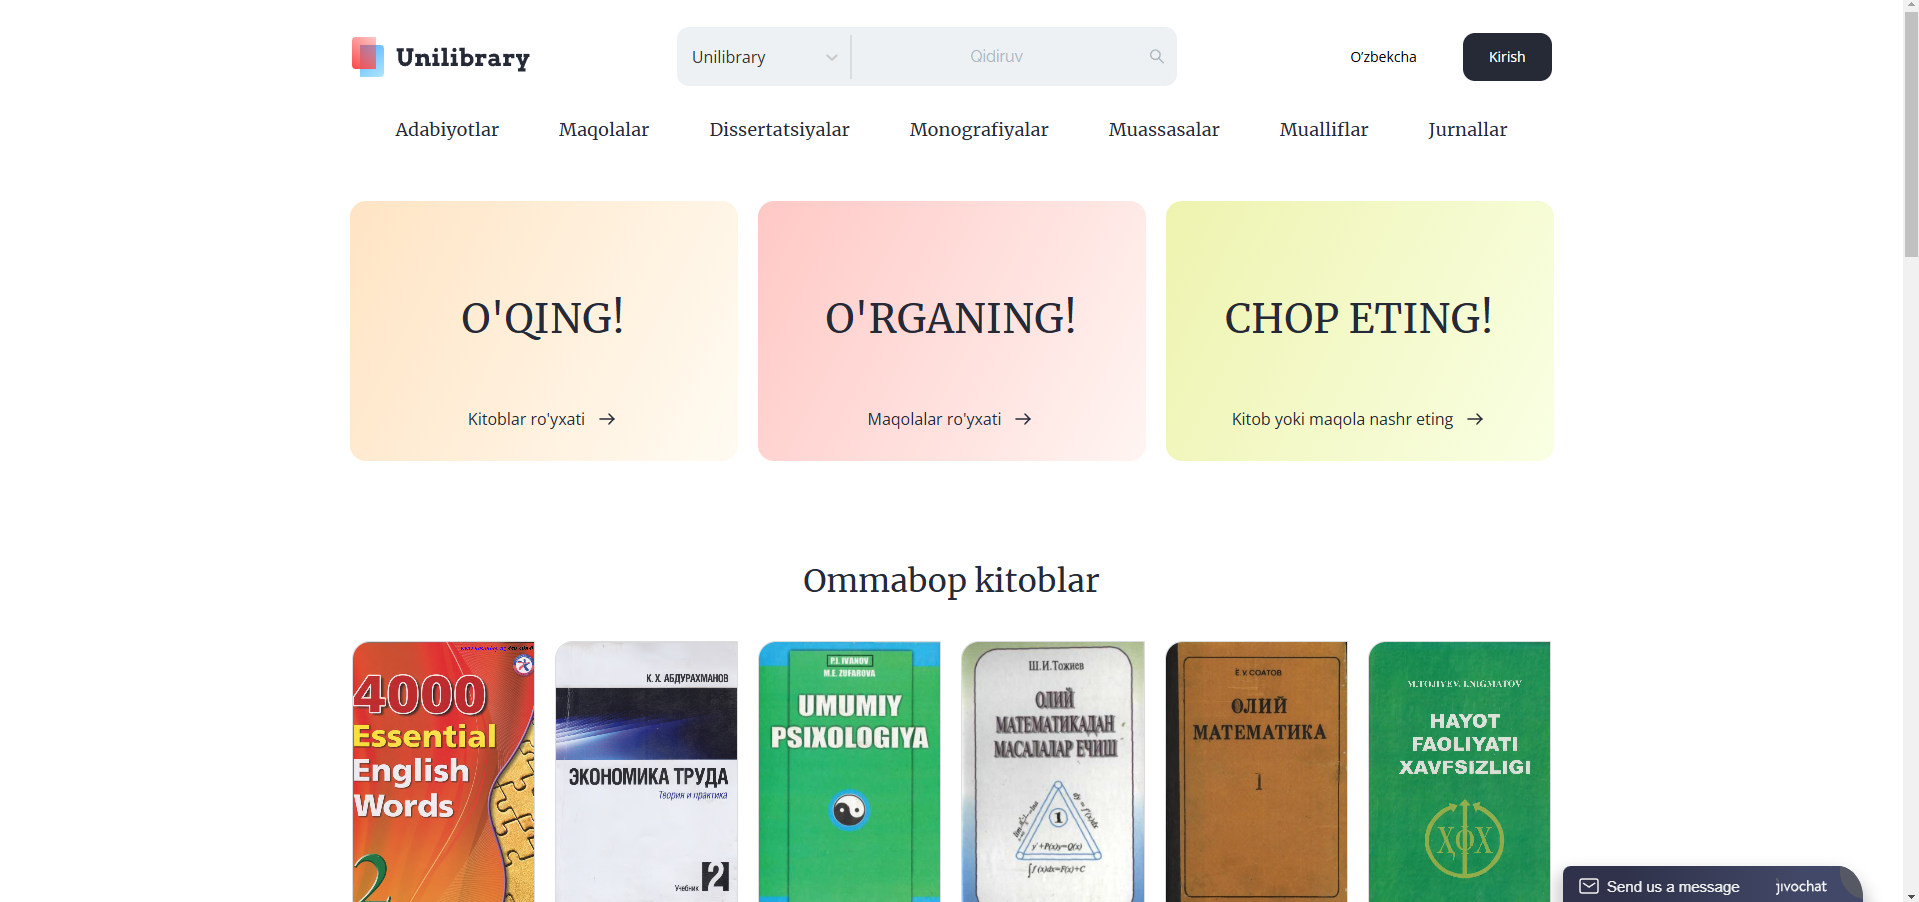 Unilibrary
Unilibrary
Qidiruv
O'zbekcha
Kirish
Adabiyotlar
Maqolalar
Dissertatsiyalar
Monografiyalar
Muassasalar
Mualliflar
Jurnallar
O'QING!
Kitoblar ro'yxati
O'RGANING!
Maqolalar ro'yxati
CHOP ETING!
Kitob yoki maqola nashr eting
Ommabop kitoblar
4000
Essential
English
Words
2
К. Х. АБДУРАХМАНОВ
ЭКОНОМИКА ТРУДА
Теория и практика
Учебник 2
P.I. IVANOV
M.E. ZUFAROVA
UMUMIY
PSIXOLOGIYA
Ш.И.Тожиев
ОЛИЙ
МАТЕМАТИКАДАН
МАСАЛАЛАР ЕЧИШ
1
y'+P(x)y=Q(x)
∫f(x)dx=F(x)+C
Ё.У.СОАТОВ
ОЛИЙ
МАТЕМАТИКА
1
M.TOJIYEV, I.NIGMATOV
HAYOT
FAOLIYATI
XAVFSIZLIGI
ҲФХ
Send us a message
jivochat